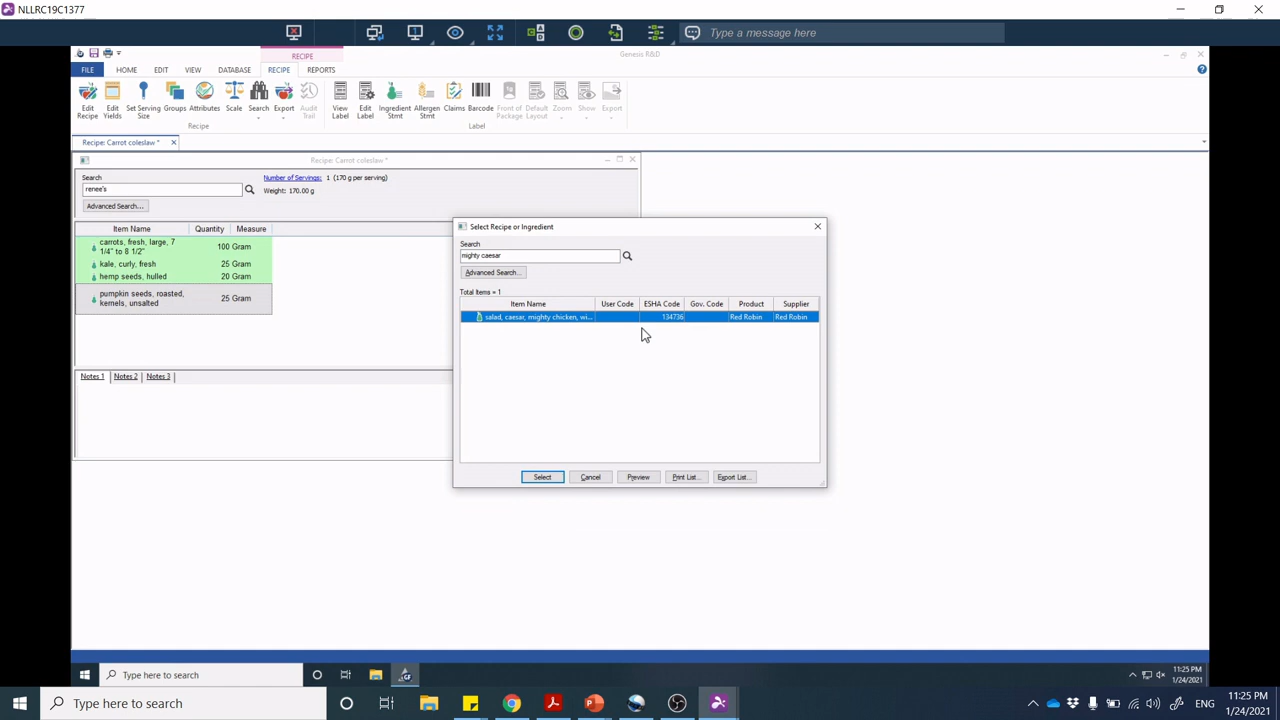 NLLRC19C1377
Type a message here
RECIPE
Genesis R&D
FILE HOME EDIT VIEW DATABASE RECIPE REPORTS
Edit Recipe
Edit Yields
Set Serving Size
Groups
Attributes
Scale
Search
Export
Audit Trail
View Label
Edit Label
Ingredient Stmt
Allergen Stmt
Claims
Barcode
Front of Package
Default Layout
Zoom
Show
Export
Recipe
Label
Recipe: Carrot coleslaw *
Recipe: Carrot coleslaw *
Search
renee's
Number of Servings: 1 (170 g per serving)
Weight: 170.00 g
Advanced Search...
Item Name Quantity Measure
carrots, fresh, large, 7
1/4" to 8 1/2" 100 Gram
kale, curly, fresh 25 Gram
hemp seeds, hulled 20 Gram
pumpkin seeds, roasted,
kernels, unsalted 25 Gram
Notes 1 Notes 2 Notes 3
Select Recipe or Ingredient
Search
mighty caesar
Advanced Search...
Total Items = 1
Item Name User Code ESHA Code Gov. Code Product Supplier
salad, caesar, mighty chicken, wi... 134736 Red Robin Red Robin
Select Cancel Preview Print List... Export List...
Type here to search
GF
11:25 PM
1/24/2021
Type here to search
11:25 PM
1/24/2021